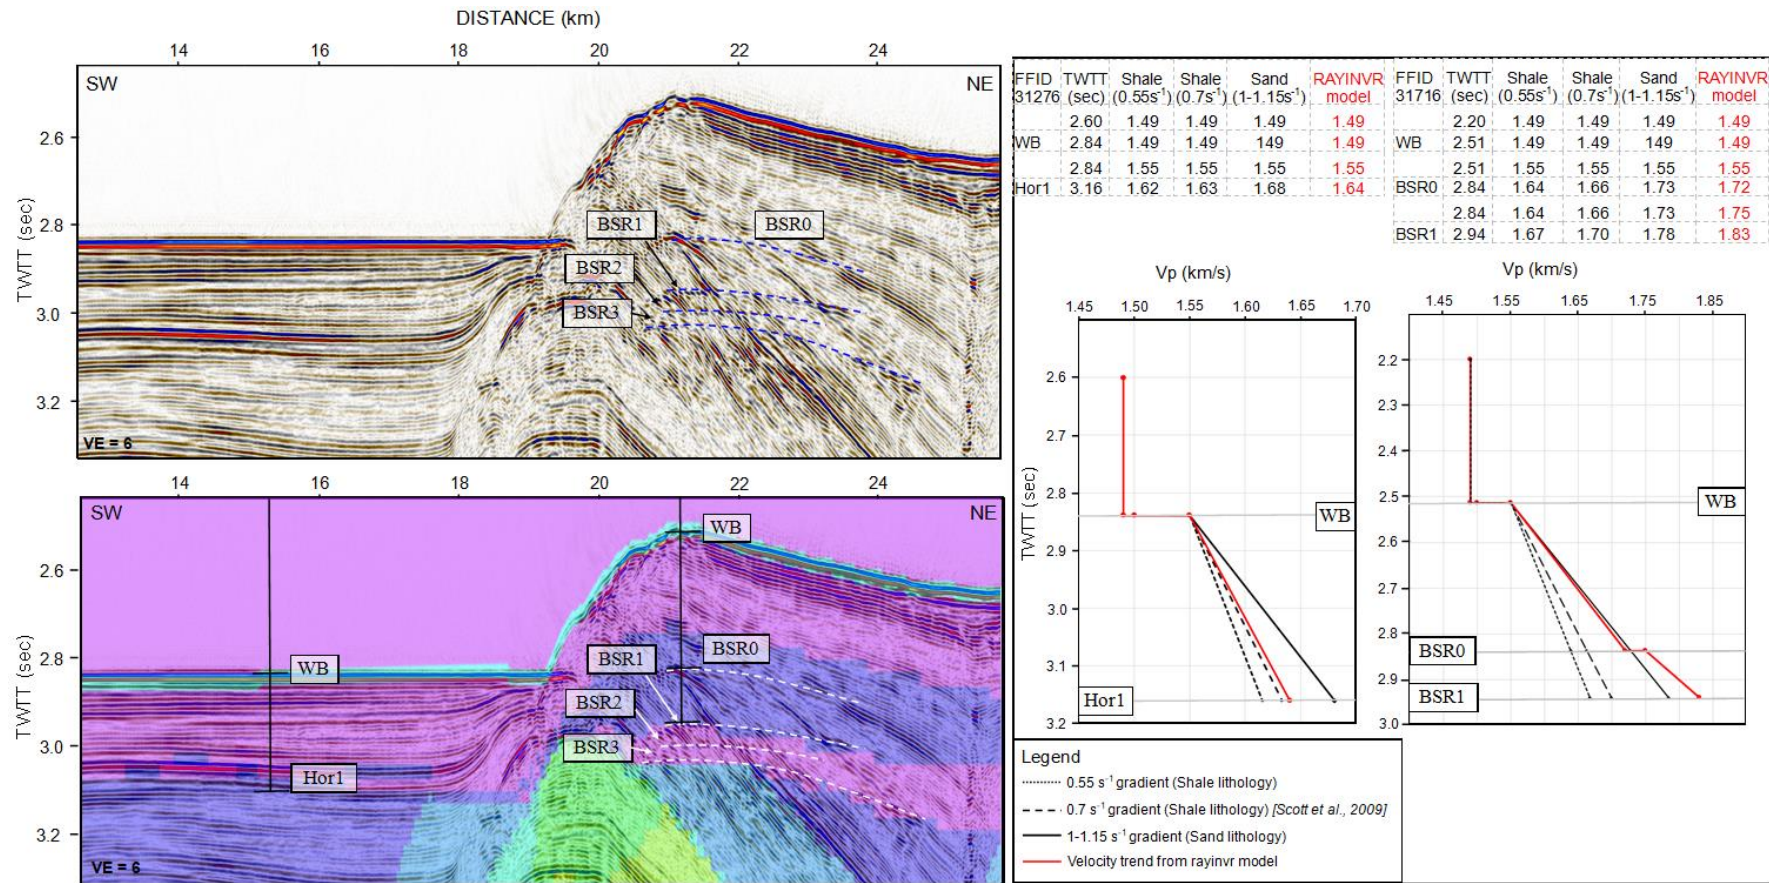 DISTANCE (km)
14 16 18 20 22 24
SW NE
TWTT (sec)
2.6
2.8
3.0
3.2
BSR1
BSR0
BSR2
BSR3
VE = 6
14 16 18 20 22 24
SW NE
TWTT (sec)
2.6
2.8
3.0
3.2
WB
BSR0
BSR1
WB
BSR2
BSR3
Hor1
VE = 6
FFID TWTT Shale Shale Sand RAYINVR
31276 (sec) (0.55s⁻¹) (0.7s⁻¹) (1-1.15s⁻¹) model
2.60 1.49 1.49 1.49 1.49
WB 2.84 1.49 1.49 149 1.49
2.84 1.55 1.55 1.55 1.55
Hor1 3.16 1.62 1.63 1.68 1.64
FFID TWTT Shale Shale Sand RAYINVR
31716 (sec) (0.55s⁻¹) (0.7s⁻¹) (1-1.15s⁻¹) model
2.20 1.49 1.49 1.49 1.49
WB 2.51 1.49 1.49 149 1.49
2.51 1.55 1.55 1.55 1.55
BSR0 2.84 1.64 1.66 1.73 1.72
2.84 1.64 1.66 1.73 1.75
BSR1 2.94 1.67 1.70 1.78 1.83
Vp (km/s)
1.45 1.50 1.55 1.60 1.65 1.70
TWTT (sec)
2.6
2.7
2.8
2.9
3.0
3.1
3.2
WB
Hor1
Vp (km/s)
1.45 1.55 1.65 1.75 1.85
2.2
2.3
2.4
2.5
2.6
2.7
2.8
2.9
3.0
WB
BSR0
BSR1
Legend
0.55 s⁻¹ gradient (Shale lithology)
0.7 s⁻¹ gradient (Shale lithology) [Scott et al., 2009]
1-1.15 s⁻¹ gradient (Sand lithology)
Velocity trend from rayinvr model